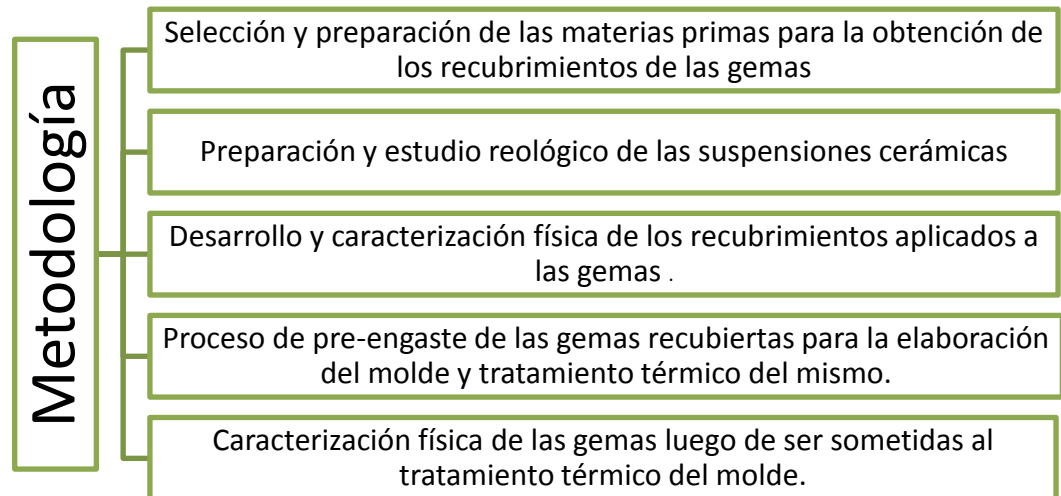 Metodología
Selección y preparación de las materias primas para la obtención de
los recubrimientos de las gemas
Preparación y estudio reológico de las suspensiones cerámicas
Desarrollo y caracterización física de los recubrimientos aplicados a
las gemas .
Proceso de pre-engaste de las gemas recubiertas para la elaboración
del molde y tratamiento térmico del mismo.
Caracterización física de las gemas luego de ser sometidas al
tratamiento térmico del molde.